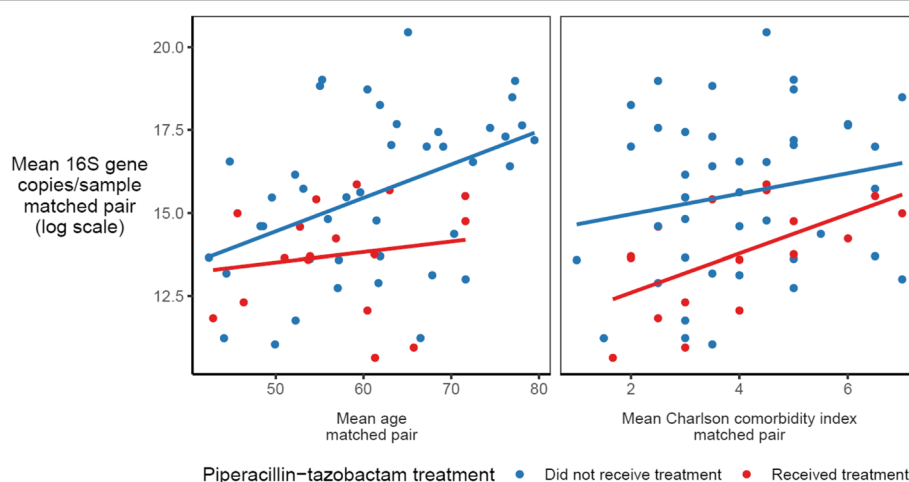 20.0
17.5
15.0
12.5
Mean 16S gene
copies/sample
matched pair
(log scale)
50 60 70 80
2 4 6
Mean age
matched pair
Mean Charlson comorbidity index
matched pair
Piperacillin−tazobactam treatment Did not receive treatment Received treatment